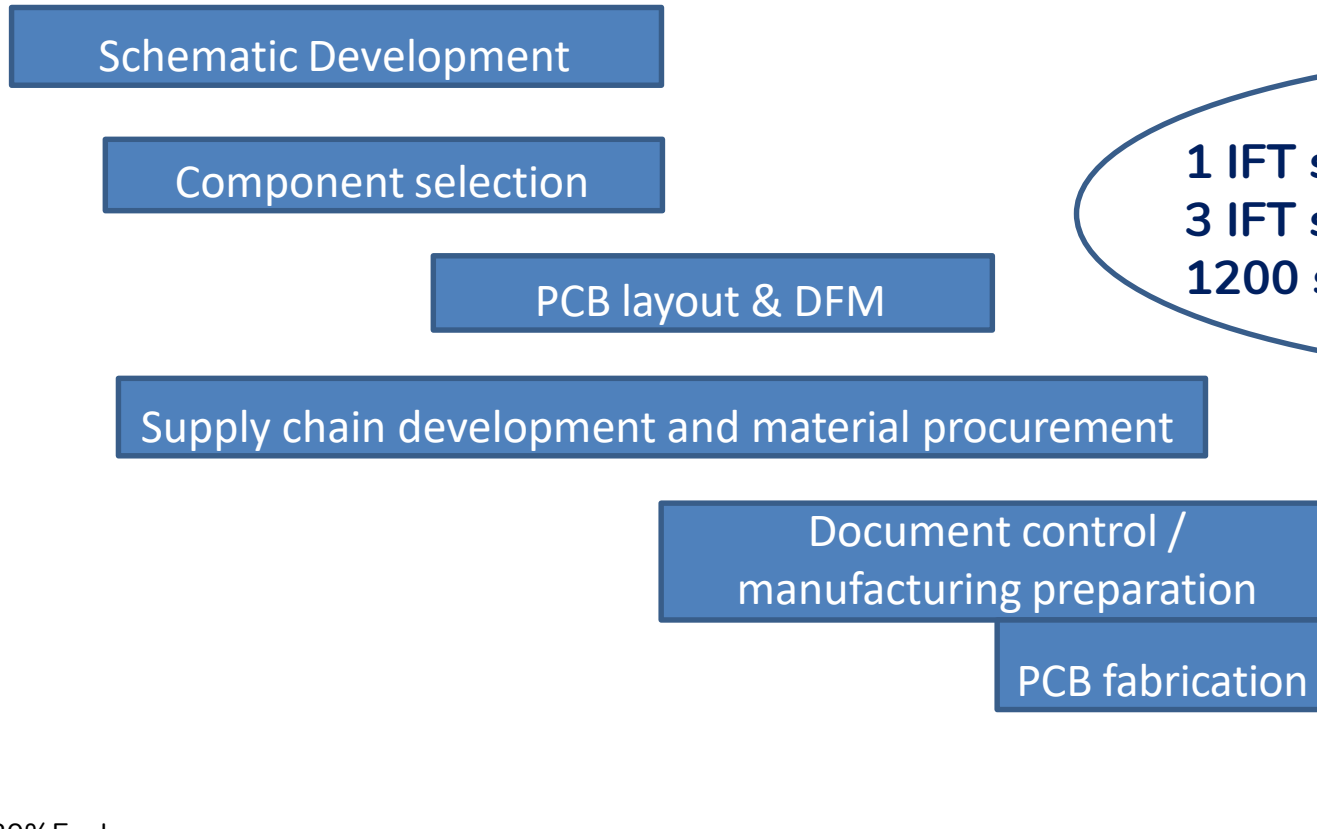 Schematic Development
Component selection
1 IFT
3 IFT
1200
PCB layout & DFM
Supply chain development and material procurement
Document control /
manufacturing preparation
PCB fabrication